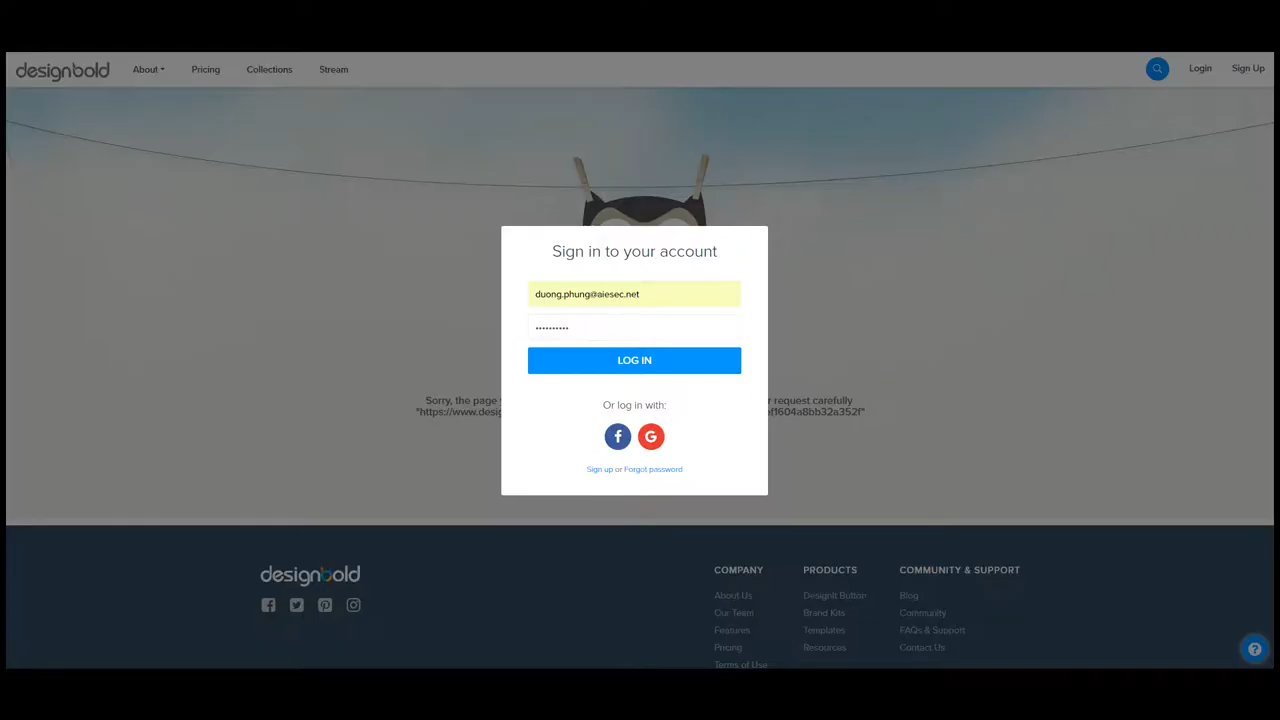 designbold
About
Pricing
Collections
Stream
Login
Sign Up
Sign in to your account
duong.phung@aiesec.net
LOG IN
Or log in with:
Sign up or Forgot password
Sorry, the page
request carefully
"https://www.desig
1604a8bb32a352f"
designbold
COMPANY
About Us
Our Team
Features
Pricing
Terms of Use
PRODUCTS
DesignIt Button
Brand Kits
Templates
Resources
COMMUNITY & SUPPORT
Blog
Community
FAQs & Support
Contact Us